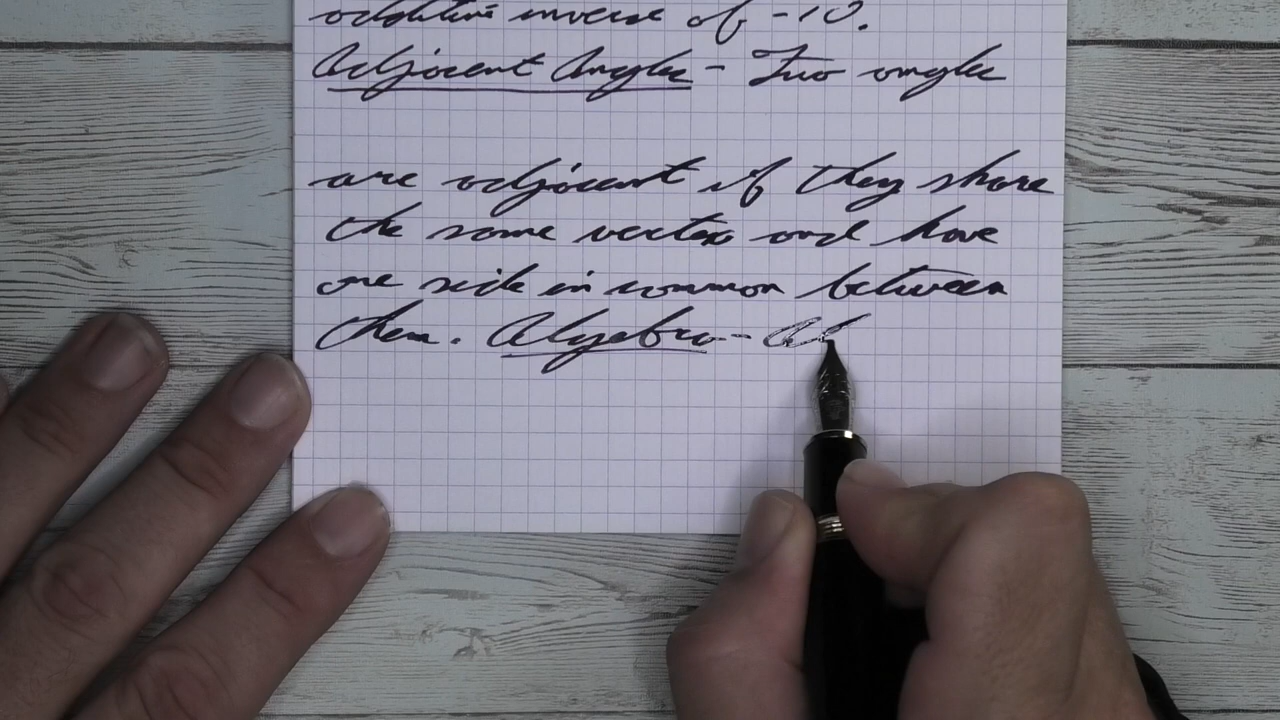 additive inverse of -10.
Adjacent Angles - Two angles
are adjacent if they share
the same vertex and have
one side in common between
them. Algebra - Al